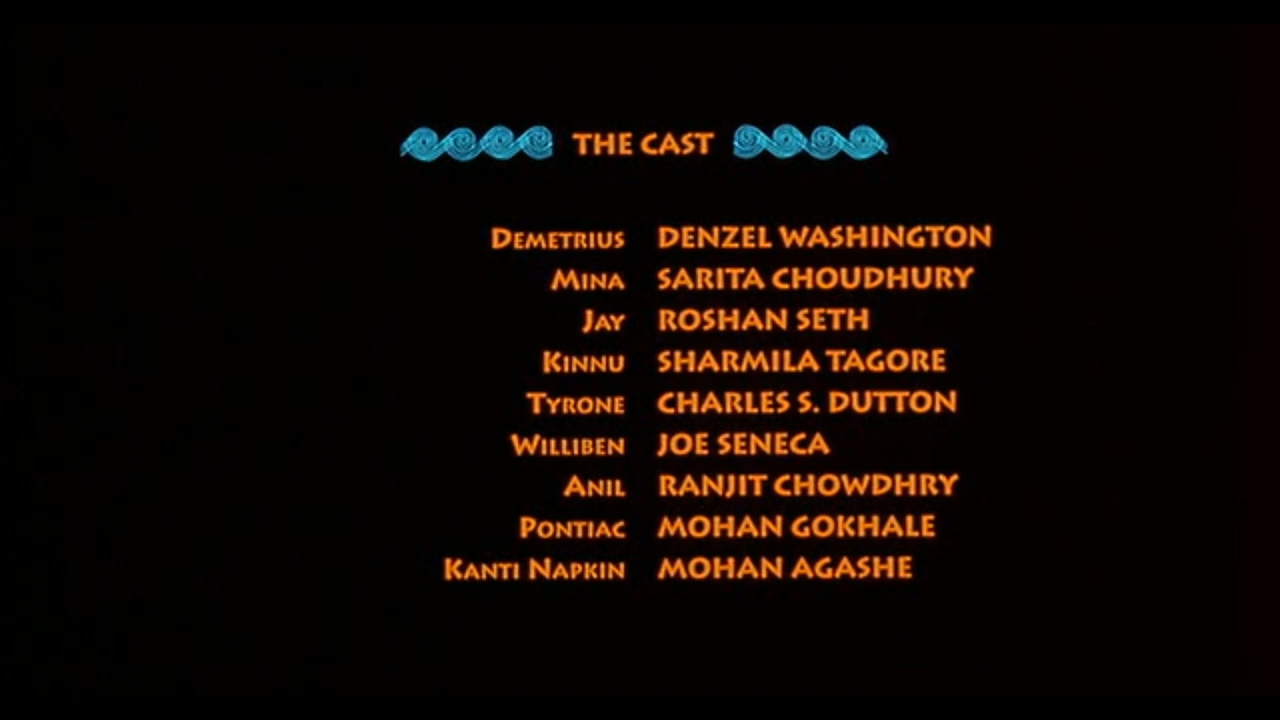 THE CAST
Demetrius DENZEL WASHINGTON
Mina SARITA CHOUDHURY
Jay ROSHAN SETH
Kinnu SHARMILA TAGORE
Tyrone CHARLES S. DUTTON
Williben JOE SENECA
Anil RANJIT CHOWDHRY
Pontiac MOHAN GOKHALE
Kanti Napkin MOHAN AGASHE